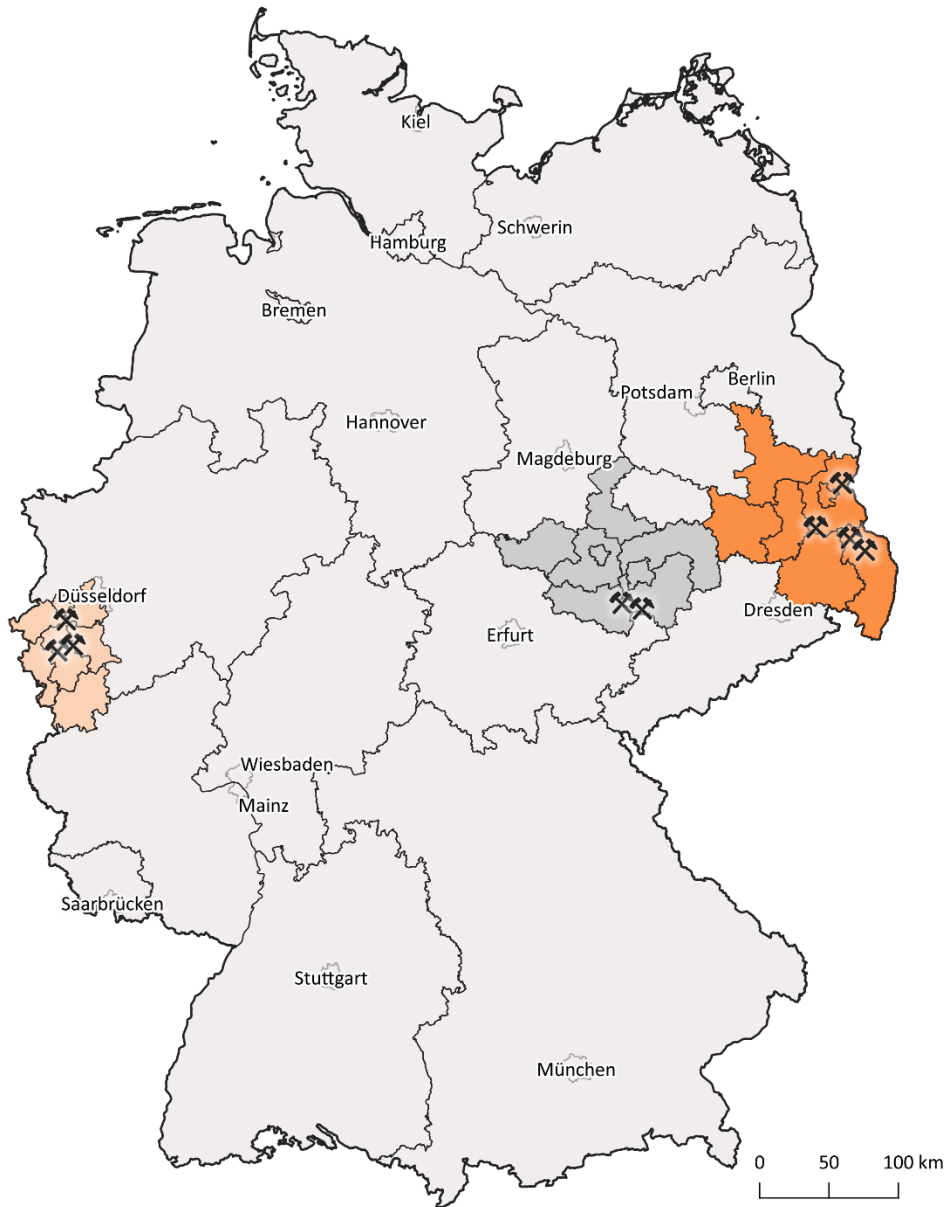 Kiel
Schwerin
Hamburg
Bremen
Berlin
Potsdam
Hannover
Magdeburg
Düsseldorf
Dresden
Erfurt
Wiesbaden
Mainz
Saarbrücken
Stuttgart
München
0 50 100 km